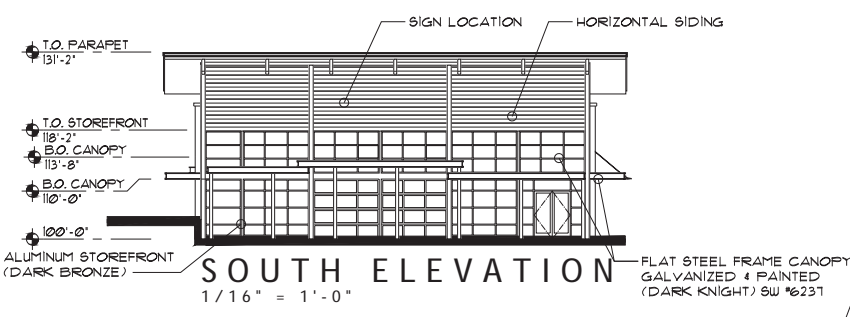 SIGN LOCATION
HORIZONTAL SIDING
T.O. PARAPET
131'-2"
T.O. STOREFRONT
118'-2"
B.O. CANOPY
113'-8"
B.O. CANOPY
110'-0"
100'-0"
ALUMINUM STOREFRONT
(DARK BRONZE)
FLAT STEEL FRAME CANOPY
GALVANIZED & PAINTED
(DARK KNIGHT) SW #6237
SOUTH ELEVATION
1/16" = 1'-0"